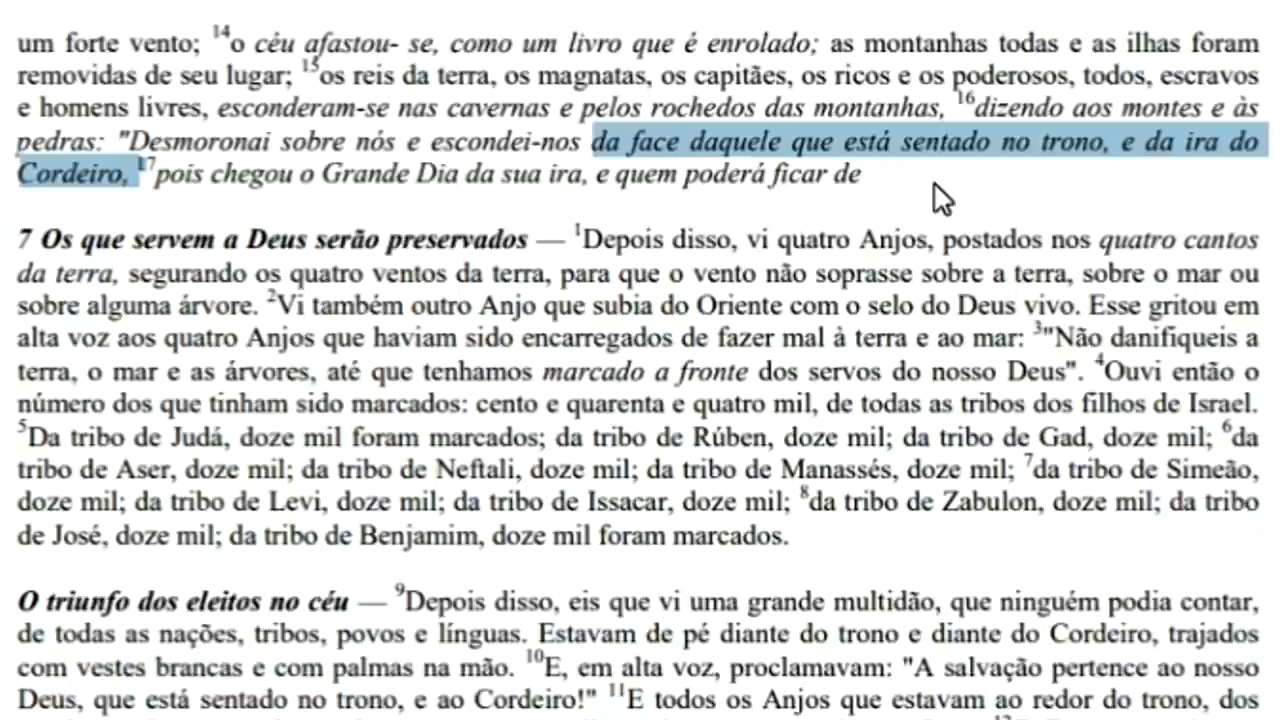 um forte vento; 14o céu afastou- se, como um livro que é enrolado; as montanhas todas e as ilhas foram
removidas de seu lugar; 15os reis da terra, os magnatas, os capitães, os ricos e os poderosos, todos, escravos
e homens livres, esconderam-se nas cavernas e pelos rochedos das montanhas, 16dizendo aos montes e às
pedras: "Desmoronai sobre nós e escondei-nos da face daquele que está sentado no trono, e da ira do
Cordeiro, 17pois chegou o Grande Dia da sua ira, e quem poderá ficar de
7 Os que servem a Deus serão preservados — 1Depois disso, vi quatro Anjos, postados nos quatro cantos
da terra, segurando os quatro ventos da terra, para que o vento não soprasse sobre a terra, sobre o mar ou
sobre alguma árvore. 2Vi também outro Anjo que subia do Oriente com o selo do Deus vivo. Esse gritou em
alta voz aos quatro Anjos que haviam sido encarregados de fazer mal à terra e ao mar: 3"Não danifiqueis a
terra, o mar e as árvores, até que tenhamos marcado a fronte dos servos do nosso Deus". 4Ouvi então o
número dos que tinham sido marcados: cento e quarenta e quatro mil, de todas as tribos dos filhos de Israel.
5Da tribo de Judá, doze mil foram marcados; da tribo de Rúben, doze mil; da tribo de Gad, doze mil; 6da
tribo de Aser, doze mil; da tribo de Neftali, doze mil; da tribo de Manassés, doze mil; 7da tribo de Simeão,
doze mil; da tribo de Levi, doze mil; da tribo de Issacar, doze mil; 8da tribo de Zabulon, doze mil; da tribo
de José, doze mil; da tribo de Benjamim, doze mil foram marcados.
O triunfo dos eleitos no céu — 9Depois disso, eis que vi uma grande multidão, que ninguém podia contar,
de todas as nações, tribos, povos e línguas. Estavam de pé diante do trono e diante do Cordeiro, trajados
com vestes brancas e com palmas na mão. 10E, em alta voz, proclamavam: "A salvação pertence ao nosso
Deus, que está sentado no trono, e ao Cordeiro!" 11E todos os Anjos que estavam ao redor do trono, dos